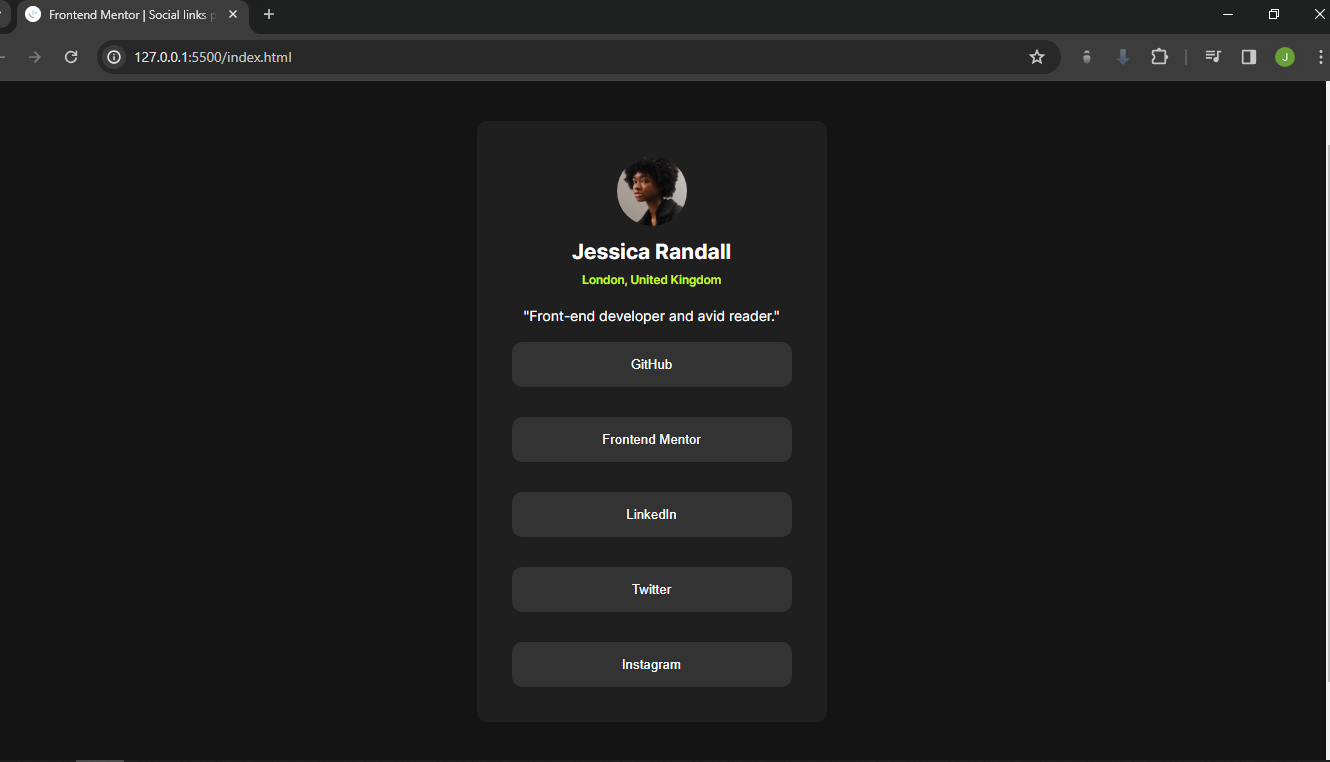 Frontend Mentor | Social links p
127.0.0.1:5500/index.html
J
Jessica Randall
London, United Kingdom
"Front-end developer and avid reader."
GitHub
Frontend Mentor
LinkedIn
Twitter
Instagram